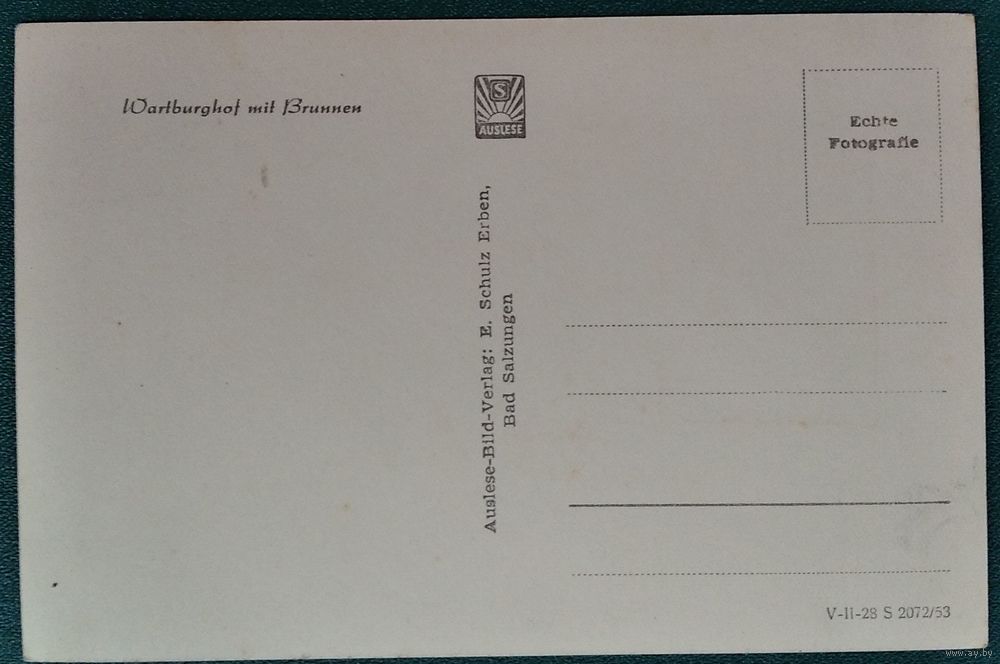 Wartburghof mit Brunnen
S
AUSLESE
Echte
Fotografie
Auslese-Bild-Verlag: E. Schulz Erben,
Bad Salzungen
V-II-28 S 2072/53
www.ay.by